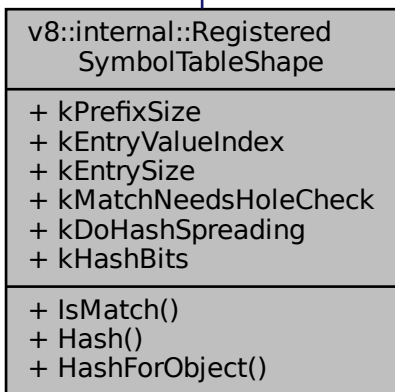 v8::internal::Registered
SymbolTableShape
+ kPrefixSize
+ kEntryValueIndex
+ kEntrySize
+ kMatchNeedsHoleCheck
+ kDoHashSpreading
+ kHashBits
+ IsMatch()
+ Hash()
+ HashForObject()